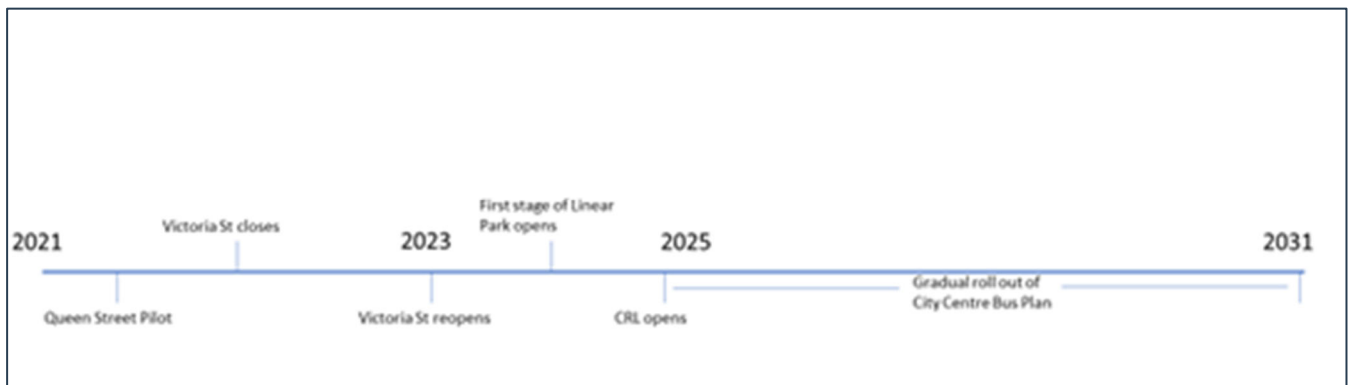 First stage of Linear
Park opens
Victoria St closes
2021
2023
2025
2031
Gradual roll out of
City Centre Bus Plan
Queen Street Pilot
Victoria St reopens
CRL opens